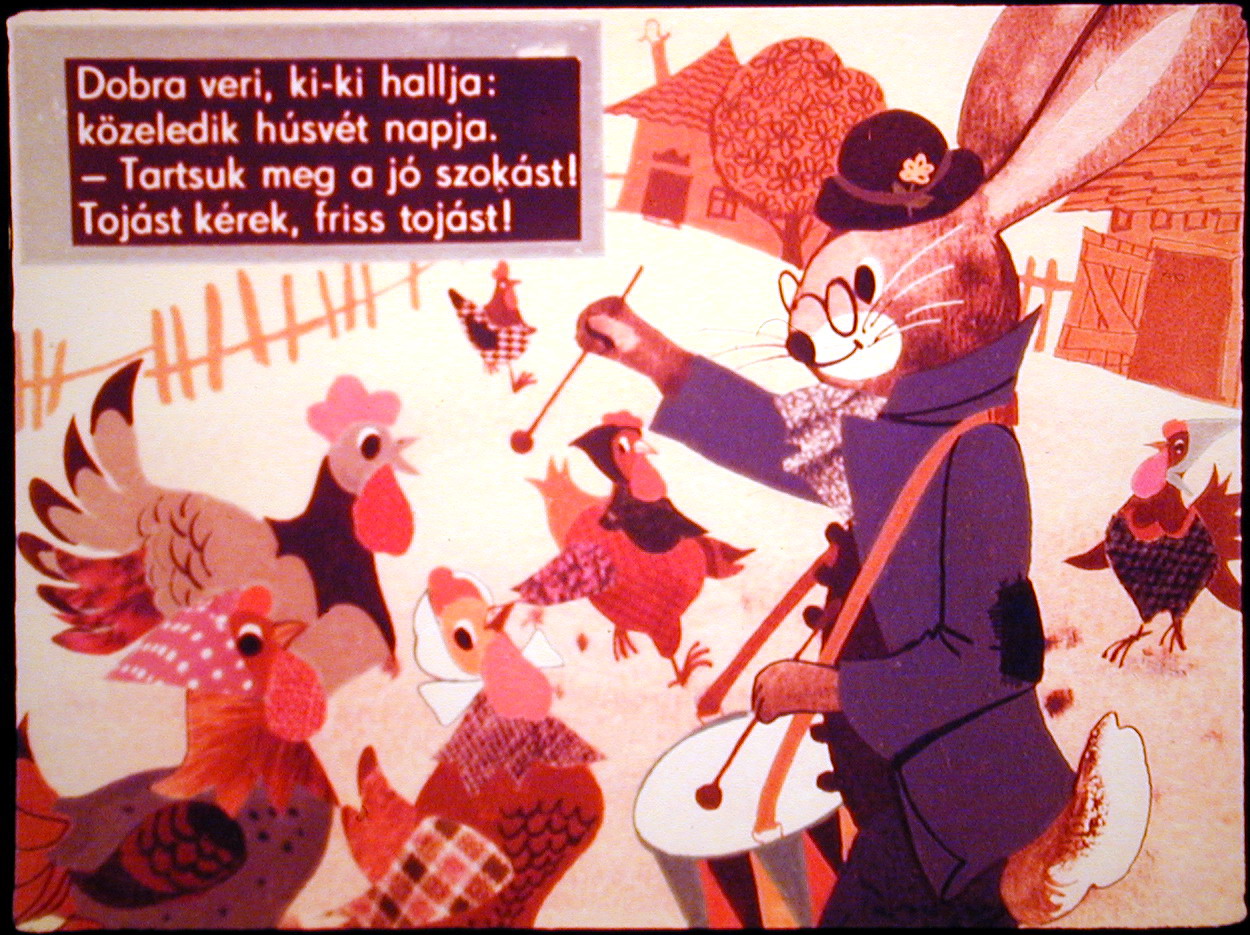 Dobra veri, ki-ki hallja:
közeledik húsvét napja.
– Tartsuk meg a jó szokást!
Tojást kérek, friss tojást!